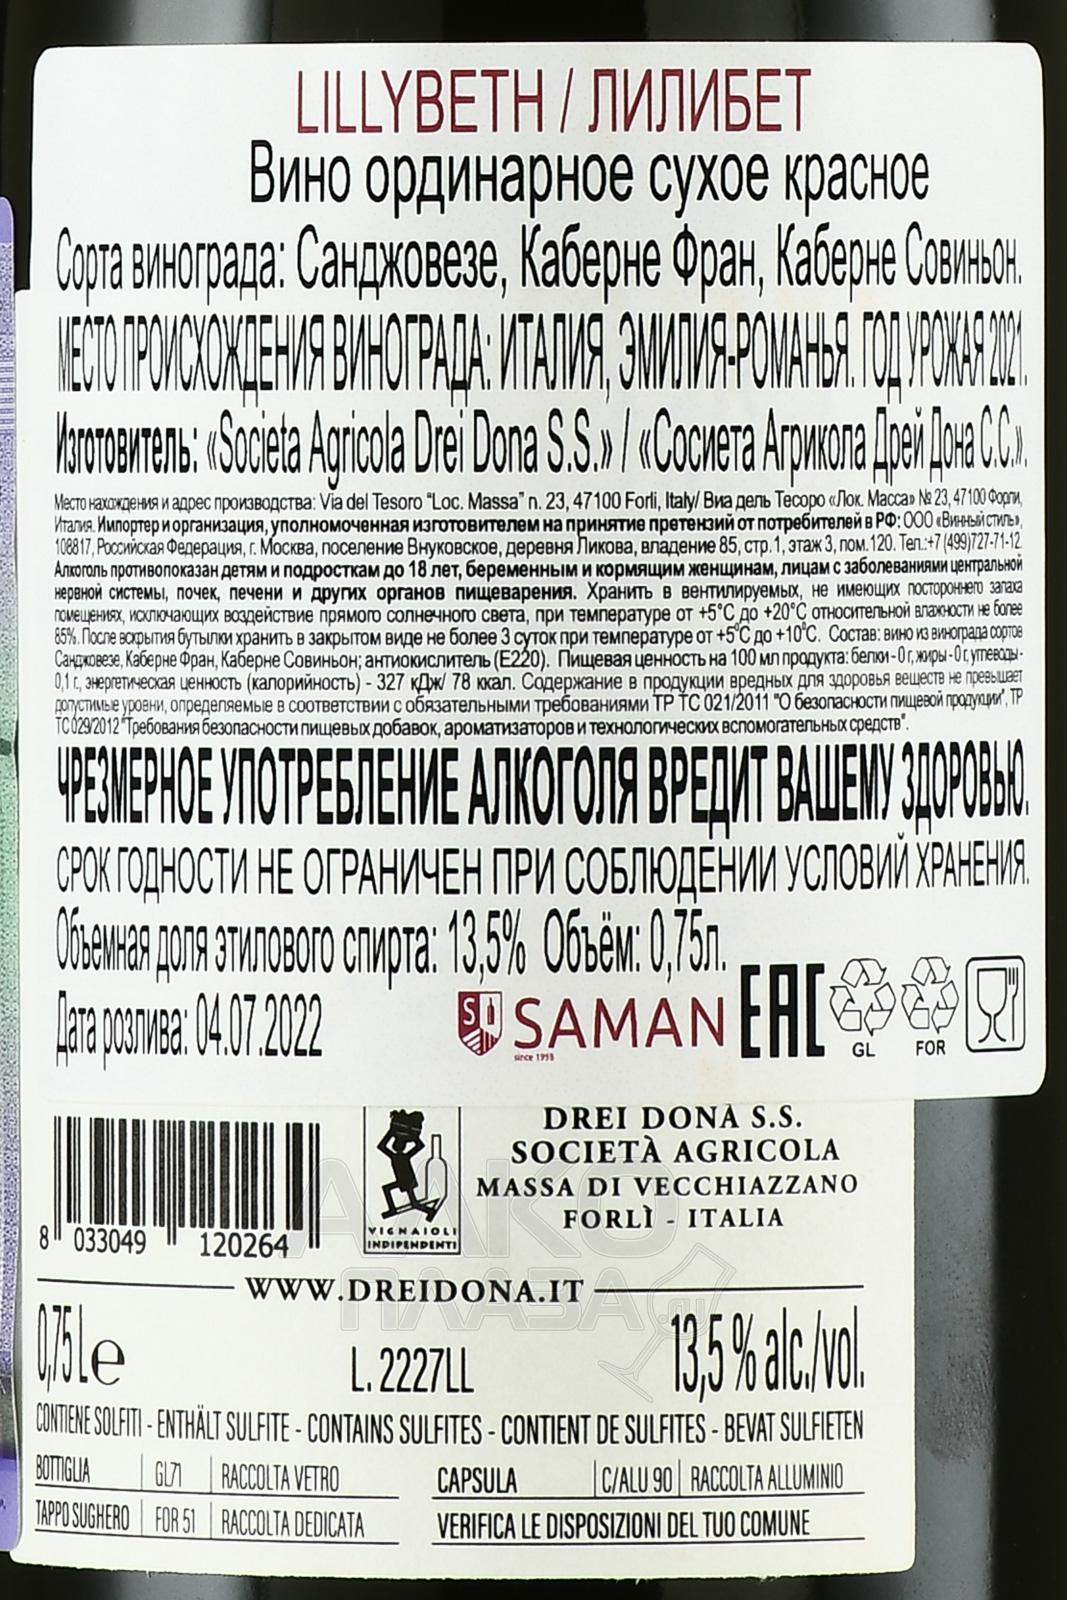 LILLYBETH / ЛИЛИБЕТ
Вино ординарное сухое красное
Сорта винограда: Санджовезе, Каберне Фран, Каберне Совиньон.
МЕСТО ПРОИСХОЖДЕНИЯ ВИНОГРАДА: ИТАЛИЯ, ЭМИЛИЯ-РОМАНЬЯ. ГОД УРОЖАЯ 2021.
Изготовитель: «Societa Agricola Drei Dona S.S.» / «Сосиета Агрикола Дрей Дона С.С.».
Место нахождения и адрес производства: Via del Tesoro "Loc. Massa" n. 23, 47100 Forli, Italy/ Виа дель Тесоро «Лок. Масса» № 23, 47100 Форли,
Италия. Импортер и организация, уполномоченная изготовителем на принятие претензий от потребителей в РФ: ООО «Винный стиль»,
108817, Российская Федерация, г. Москва, поселение Внуковское, деревня Ликова, владение 85, стр.1, этаж 3, пом.120. Тел.:+7 (499)727-71-12.
Алкоголь противопоказан детям и подросткам до 18 лет, беременным и кормящим женщинам, лицам с заболеваниями центральной
нервной системы, почек, печени и других органов пищеварения. Хранить в вентилируемых, не имеющих постороннего запаха
помещениях, исключающих воздействие прямого солнечного света, при температуре от +5°C до +20°C относительной влажности не более
85%. После вскрытия бутылки хранить в закрытом виде не более 3 суток при температуре от +5°C до +10°C. Состав: вино из винограда сортов
Санджовезе, Каберне Фран, Каберне Совиньон; антиокислитель (Е220). Пищевая ценность на 100 мл продукта: белки - 0 г, жиры - 0 г, углеводы -
0,1 г., энергетическая ценность (калорийность) - 327 кДж/ 78 ккал. Содержание в продукции вредных для здоровья веществ не превышает
допустимые уровни, определяемые в соответствии с обязательными требованиями ТР ТС 021/2011 "О безопасности пищевой продукции", ТР
ТС 029/2012 "Требования безопасности пищевых добавок, ароматизаторов и технологических вспомогательных средств".
ЧРЕЗМЕРНОЕ УПОТРЕБЛЕНИЕ АЛКОГОЛЯ ВРЕДИТ ВАШЕМУ ЗДОРОВЬЮ.
СРОК ГОДНОСТИ НЕ ОГРАНИЧЕН ПРИ СОБЛЮДЕНИИ УСЛОВИЙ ХРАНЕНИЯ.
Объемная доля этилового спирта: 13,5% Объём: 0,75л.
Дата розлива: 04.07.2022
S SAMAN
since 1998
EAC
GL FOR
DREI DONÀ S.S.
SOCIETÀ AGRICOLA
MASSA DI VECCHIAZZANO
FORLÌ - ITALIA
VIGNAIOLI
INDIPENDENTI
8 033049 120264
АЛКО
ПЛАЗА
.ru
WWW.DREIDONA.IT
0,75 L e
L. 2227LL
13,5 % alc./vol.
CONTIENE SOLFITI - ENTHÄLT SULFITE - CONTAINS SULFITES - CONTIENT DE SULFITES - BEVAT SULFIETEN
BOTTIGLIA GL71 RACCOLTA VETRO
CAPSULA C/ALU 90 RACCOLTA ALLUMINIO
TAPPO SUGHERO FOR 51 RACCOLTA DEDICATA
VERIFICA LE DISPOSIZIONI DEL TUO COMUNE